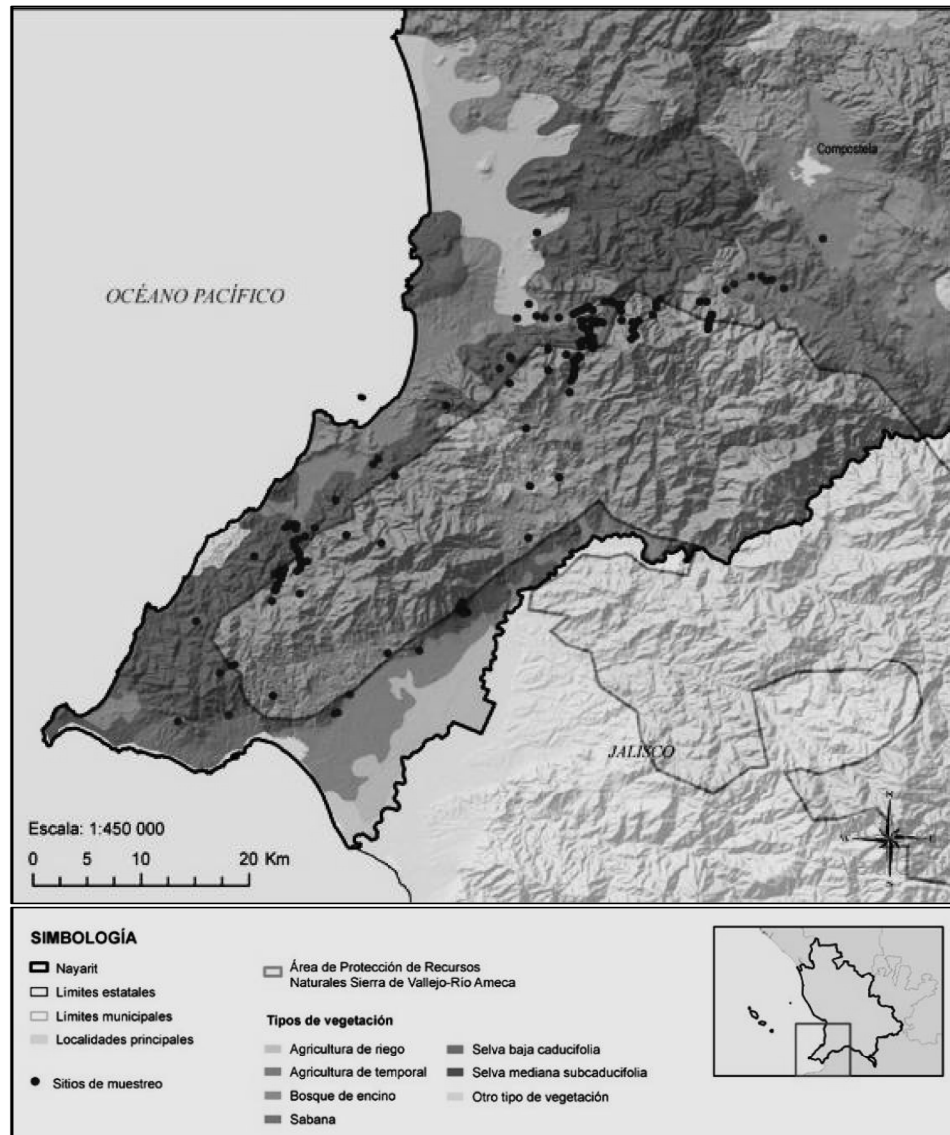 Compostela
OCÉANO PACÍFICO
JALISCO
Escala: 1:450 000
0 5 10 20 Km
SIMBOLOGÍA
Nayarit
Limites estatales
Limites municipales
Localidades principales
Sitios de muestreo
Área de Protección de Recursos
Naturales Sierra de Vallejo-Río Ameca
Tipos de vegetación
Agricultura de riego
Agricultura de temporal
Bosque de encino
Sabana
Selva baja caducifolia
Selva mediana subcaducifolia
Otro tipo de vegetación